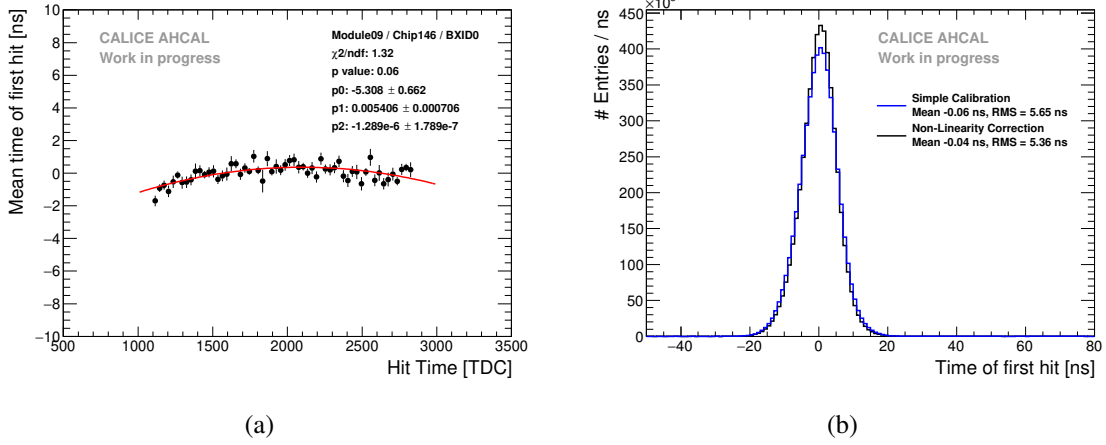 Mean time of first hit [ns]
10
8
6
4
2
0
−2
−4
−6
−8
−10
CALICE AHCAL
Work in progress
Module09 / Chip146 / BXID0
χ2/ndf: 1.32
p value: 0.06
p0: -5.308 ± 0.662
p1: 0.005406 ± 0.000706
p2: -1.289e-6 ± 1.789e-7
500 1000 1500 2000 2500 3000 3500
Hit Time [TDC]
(a)
# Entries / ns
450
400
350
300
250
200
150
100
50
0
CALICE AHCAL
Work in progress
Simple Calibration
Mean -0.06 ns, RMS = 5.65 ns
Non-Linearity Correction
Mean -0.04 ns, RMS = 5.36 ns
−40 −20 0 20 40 60 80
Time of first hit [ns]
(b)